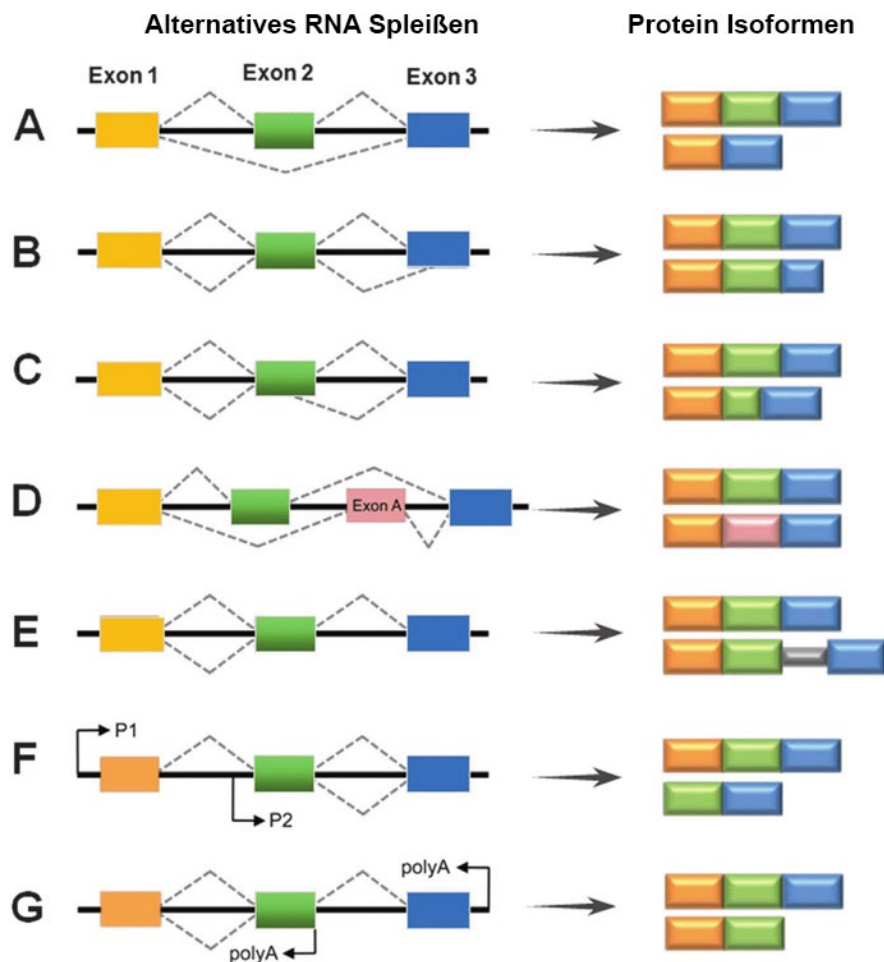 Alternatives RNA Spleißen
Protein Isoformen
Exon 1
Exon 2
Exon 3
A
B
C
D
Exon A
E
F
P1
P2
G
polyA
polyA